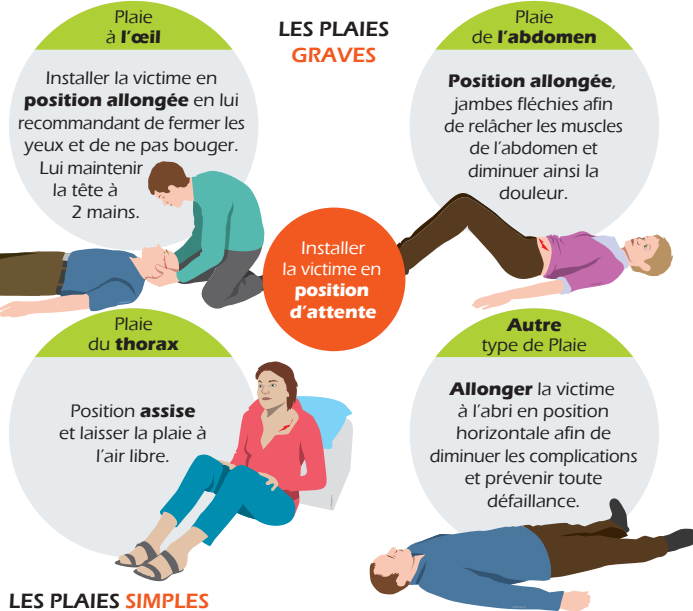 LES PLAIES
GRAVES
Plaie
à l'œil
Installer la victime en
position allongée en lui
recommandant de fermer les
yeux et de ne pas bouger.
Lui maintenir
la tête à
2 mains.
Plaie
de l'abdomen
Position allongée,
jambes fléchies afin
de relâcher les muscles
de l'abdomen et
diminuer ainsi la
douleur.
Installer
la victime en
position
d'attente
Plaie
du thorax
Position assise
et laisser la plaie à
l'air libre.
Autre
type de Plaie
Allonger la victime
à l'abri en position
horizontale afin de
diminuer les complications
et prévenir toute
défaillance.
LES PLAIES SIMPLES